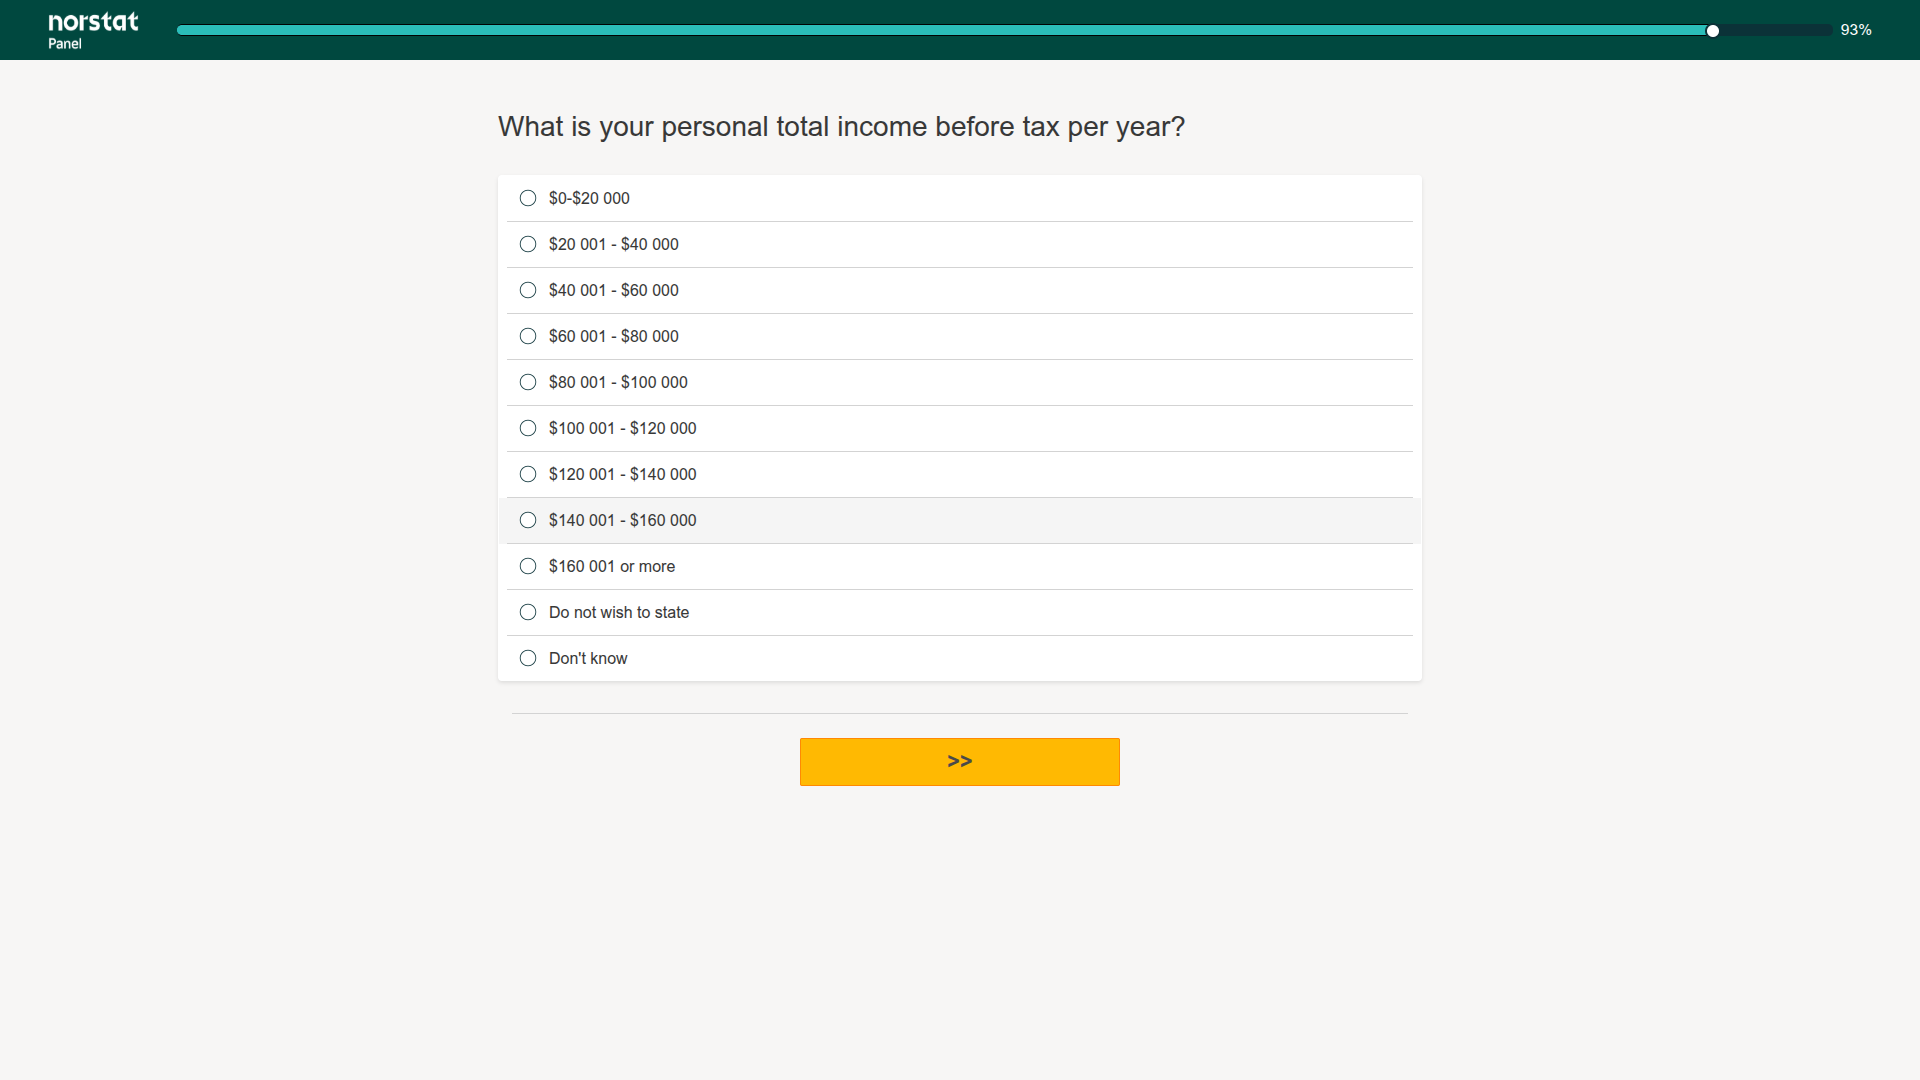 norstat
Panel
93%
What is your personal total income before tax per year?
$0-$20 000
$20 001 - $40 000
$40 001 - $60 000
$60 001 - $80 000
$80 001 - $100 000
$100 001 - $120 000
$120 001 - $140 000
$140 001 - $160 000
$160 001 or more
Do not wish to state
Don't know
>>